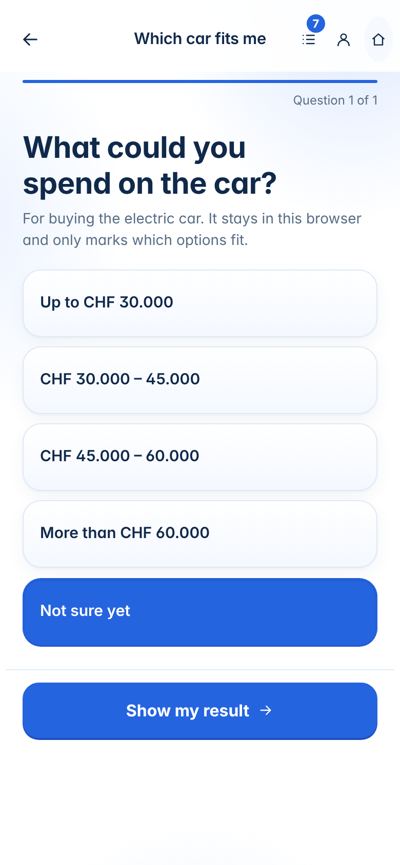 Which car fits me
7
Question 1 of 1
What could you
spend on the car?
For buying the electric car. It stays in this browser
and only marks which options fit.
Up to CHF 30.000
CHF 30.000 – 45.000
CHF 45.000 – 60.000
More than CHF 60.000
Not sure yet
Show my result →